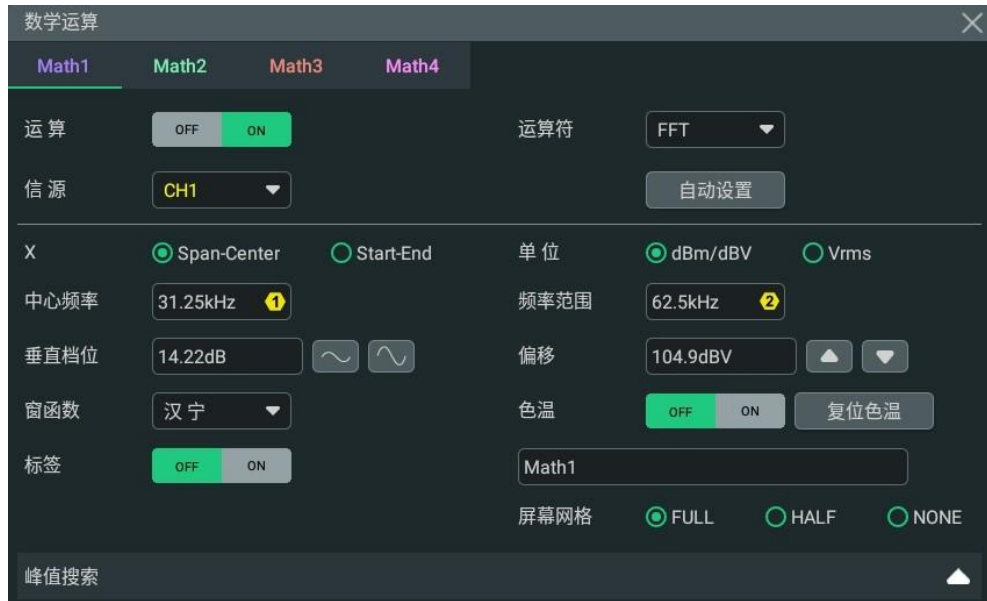 数学运算
Math1 Math2 Math3 Math4
运算 OFF ON 运算符 FFT
信源 CH1 自动设置
X Span-Center Start-End 单位 dBm/dBV Vrms
中心频率 31.25kHz 1 频率范围 62.5kHz 2
垂直档位 14.22dB 偏移 104.9dBV
窗函数 汉宁 色温 OFF ON 复位色温
标签 OFF ON Math1
屏幕网格 FULL HALF NONE
峰值搜索